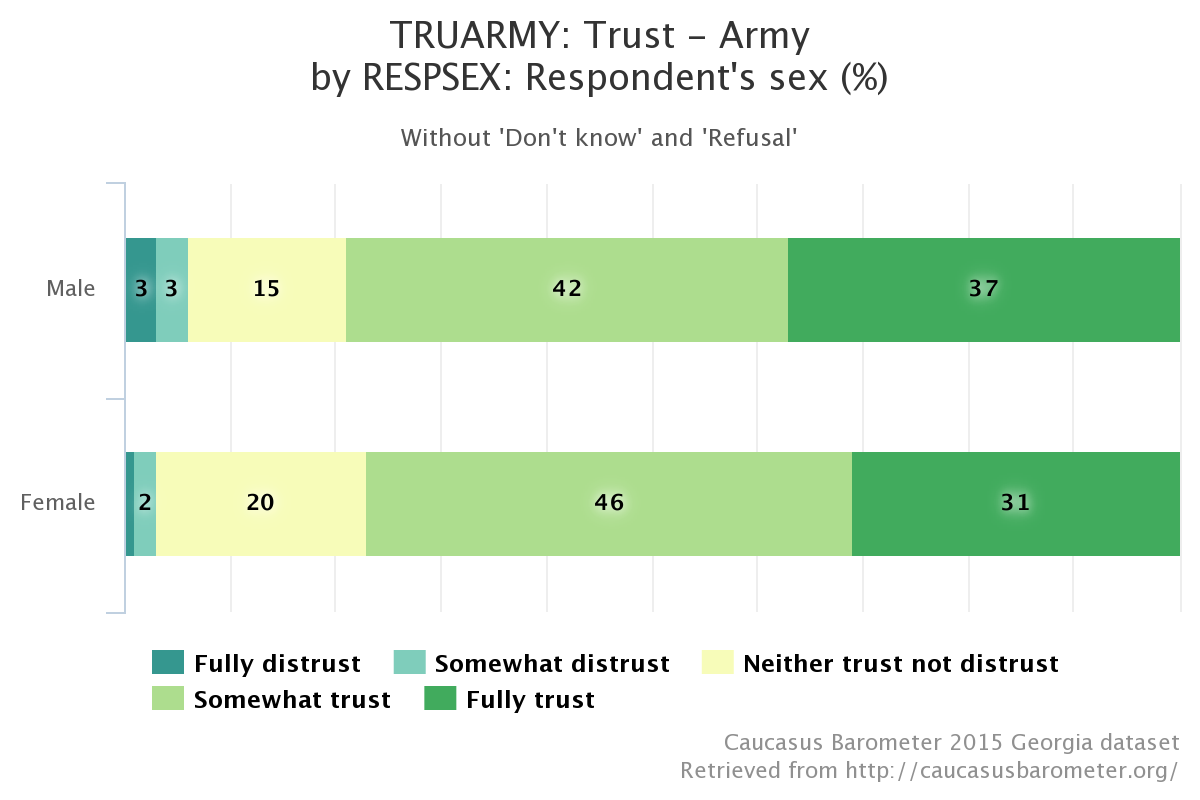 TRUARMY: Trust – Army
by RESPSEX: Respondent's sex (%)
Without 'Don't know' and 'Refusal'
Male
3 3 15 42 37
Female
2 20 46 31
Fully distrust Somewhat distrust Neither trust not distrust
Somewhat trust Fully trust
Caucasus Barometer 2015 Georgia dataset
Retrieved from http://caucasusbarometer.org/